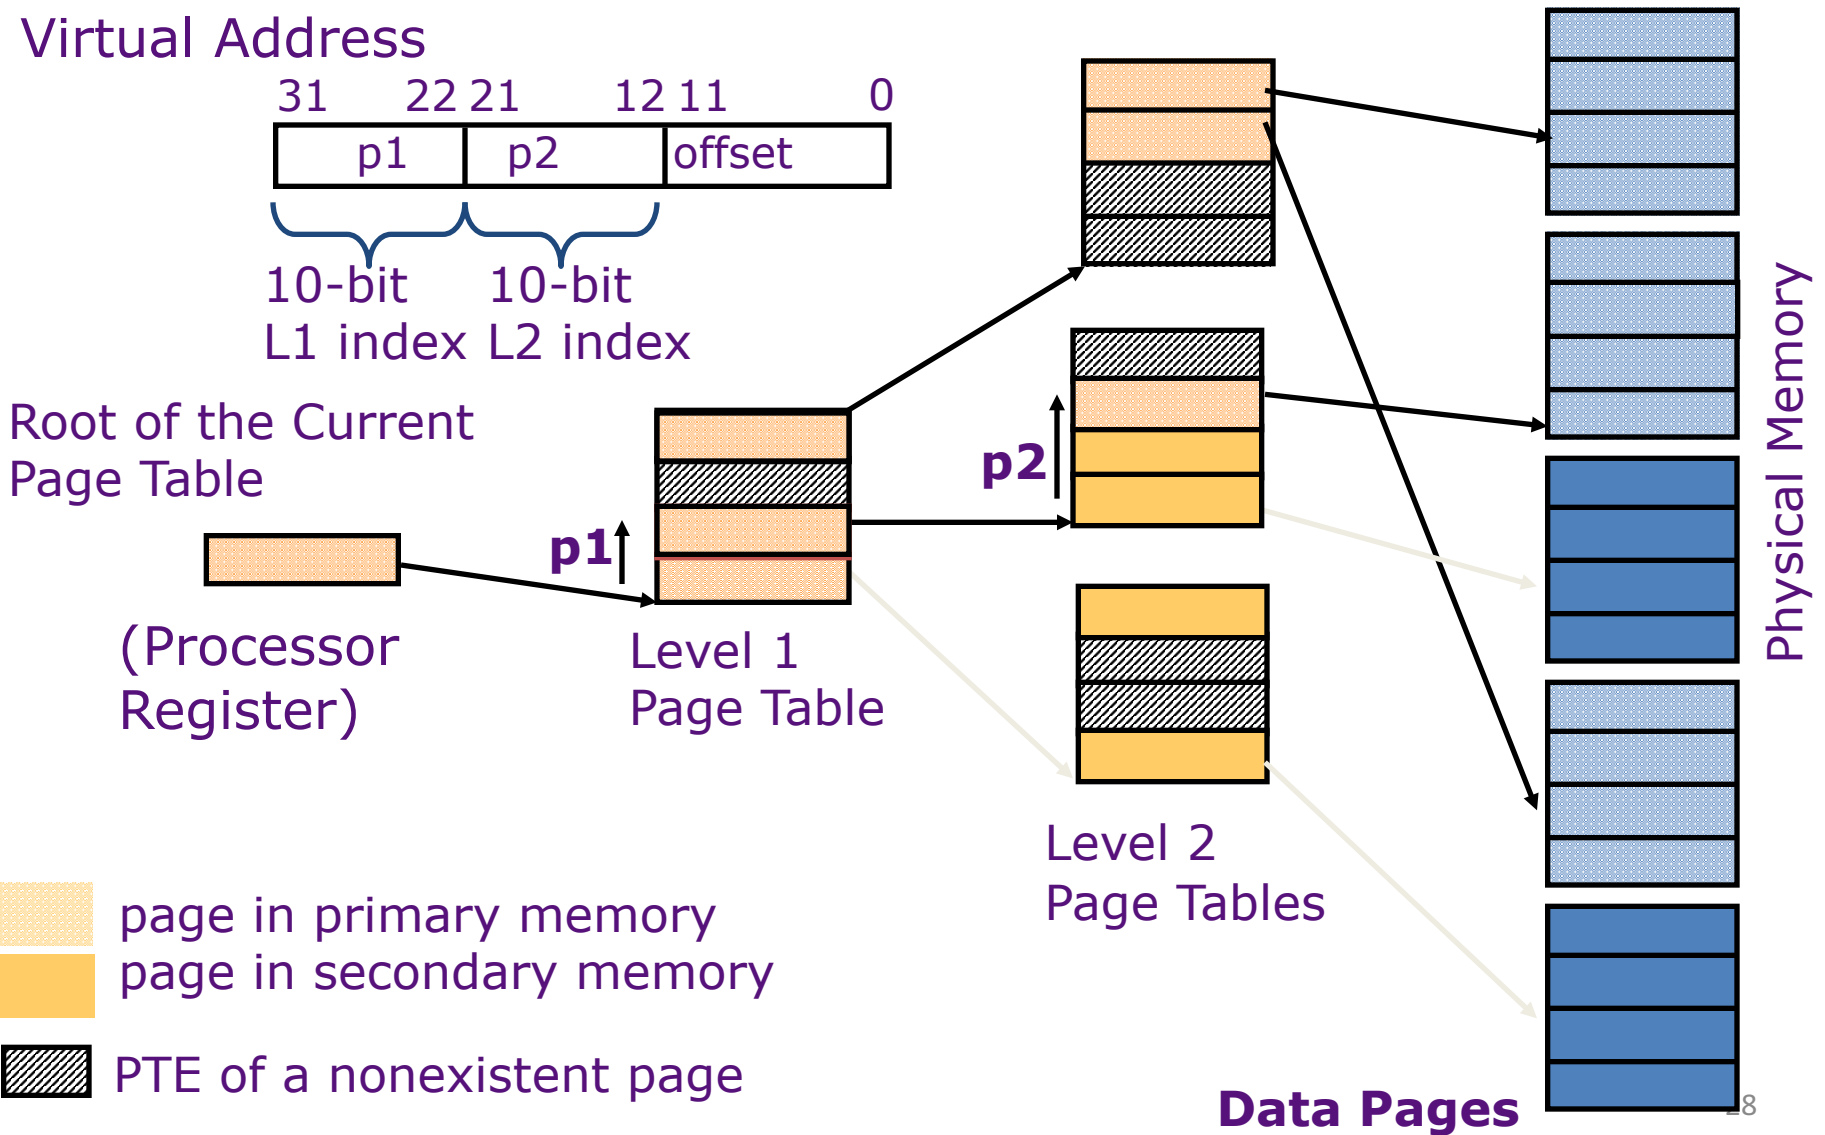 Virtual Address
31 22 21 12 11 0
p1 p2 offset
10-bit 10-bit
L1 index L2 index
Root of the Current
Page Table
(Processor
Register)
p1
Level 1
Page Table
p2
Level 2
Page Tables
Physical Memory
page in primary memory
page in secondary memory
PTE of a nonexistent page
Data Pages
28